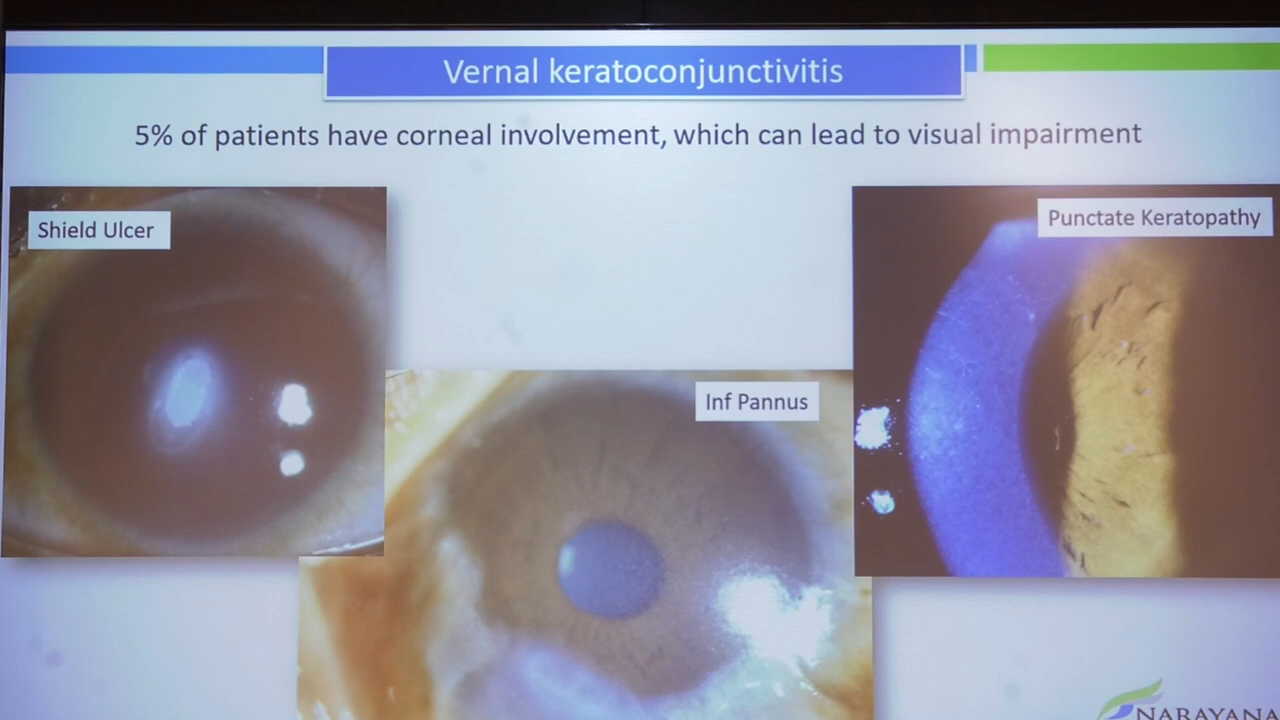 Vernal keratoconjunctivitis
5% of patients have corneal involvement, which can lead to visual impairment
Shield Ulcer
Punctate Keratopathy
Inf Pannus
NARAYANA